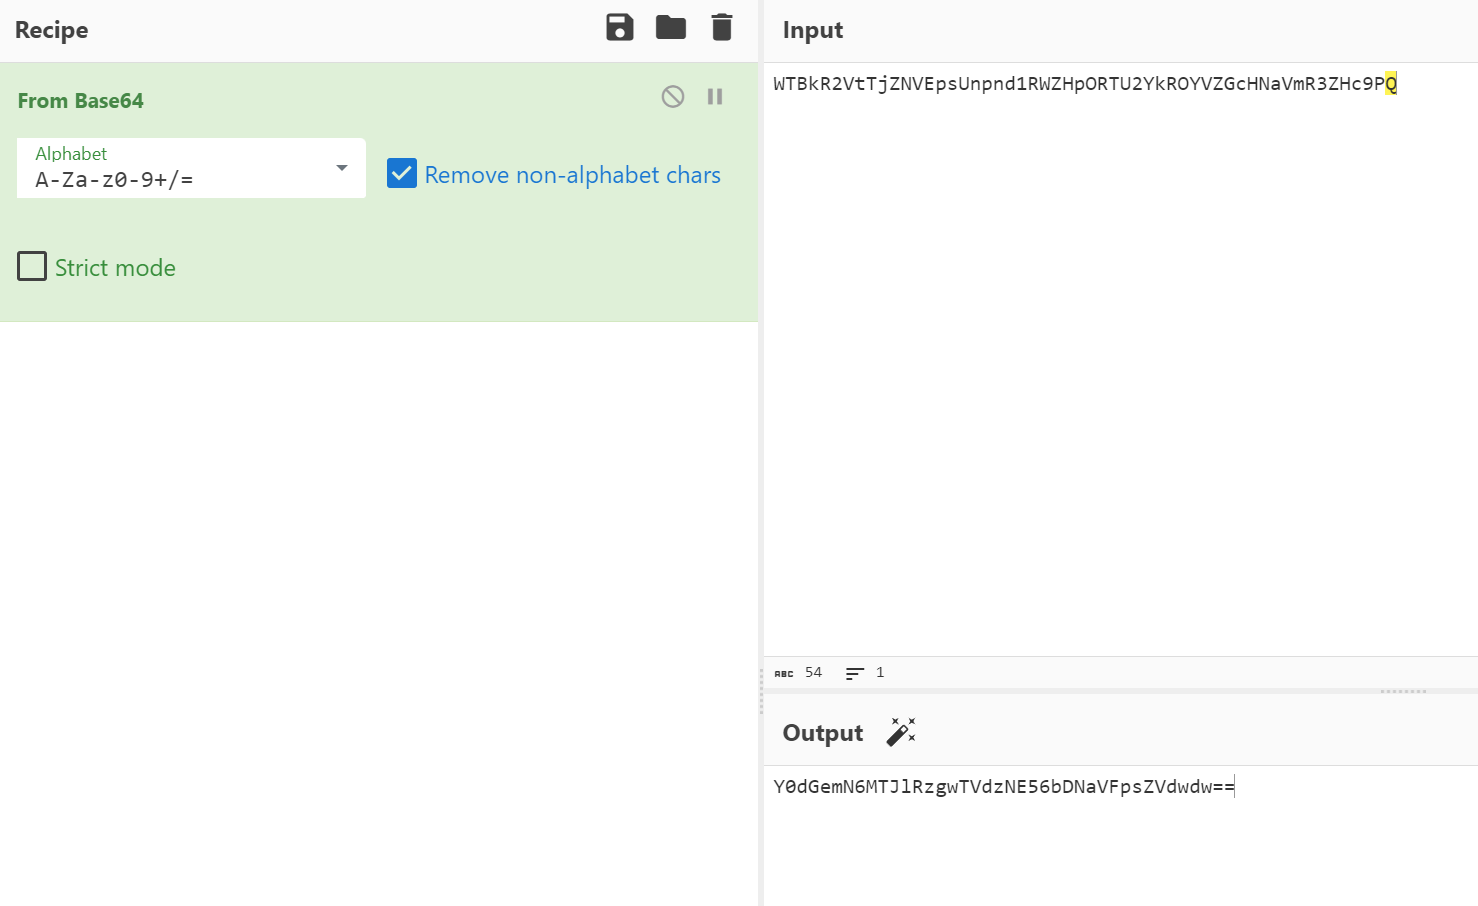 Recipe
From Base64
Alphabet
A-Za-z0-9+/=
Remove non-alphabet chars
Strict mode
Input
WTBkR2VtTjZNVEpsUnpnd1RWZHpORTU2YkROYVZGcHNaVmR3ZHc9PQ
ABC 54 1
Output
Y0dGemN6MTJlRzgwTVdzNE56bDNaVFpsZVdwdw==